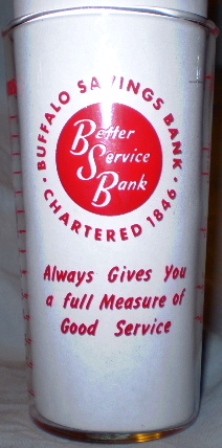 · BUFFALO SAVINGS BANK ·
Better
Service
Bank
CHARTERED 1846
Always Gives You
a full Measure of
Good Service